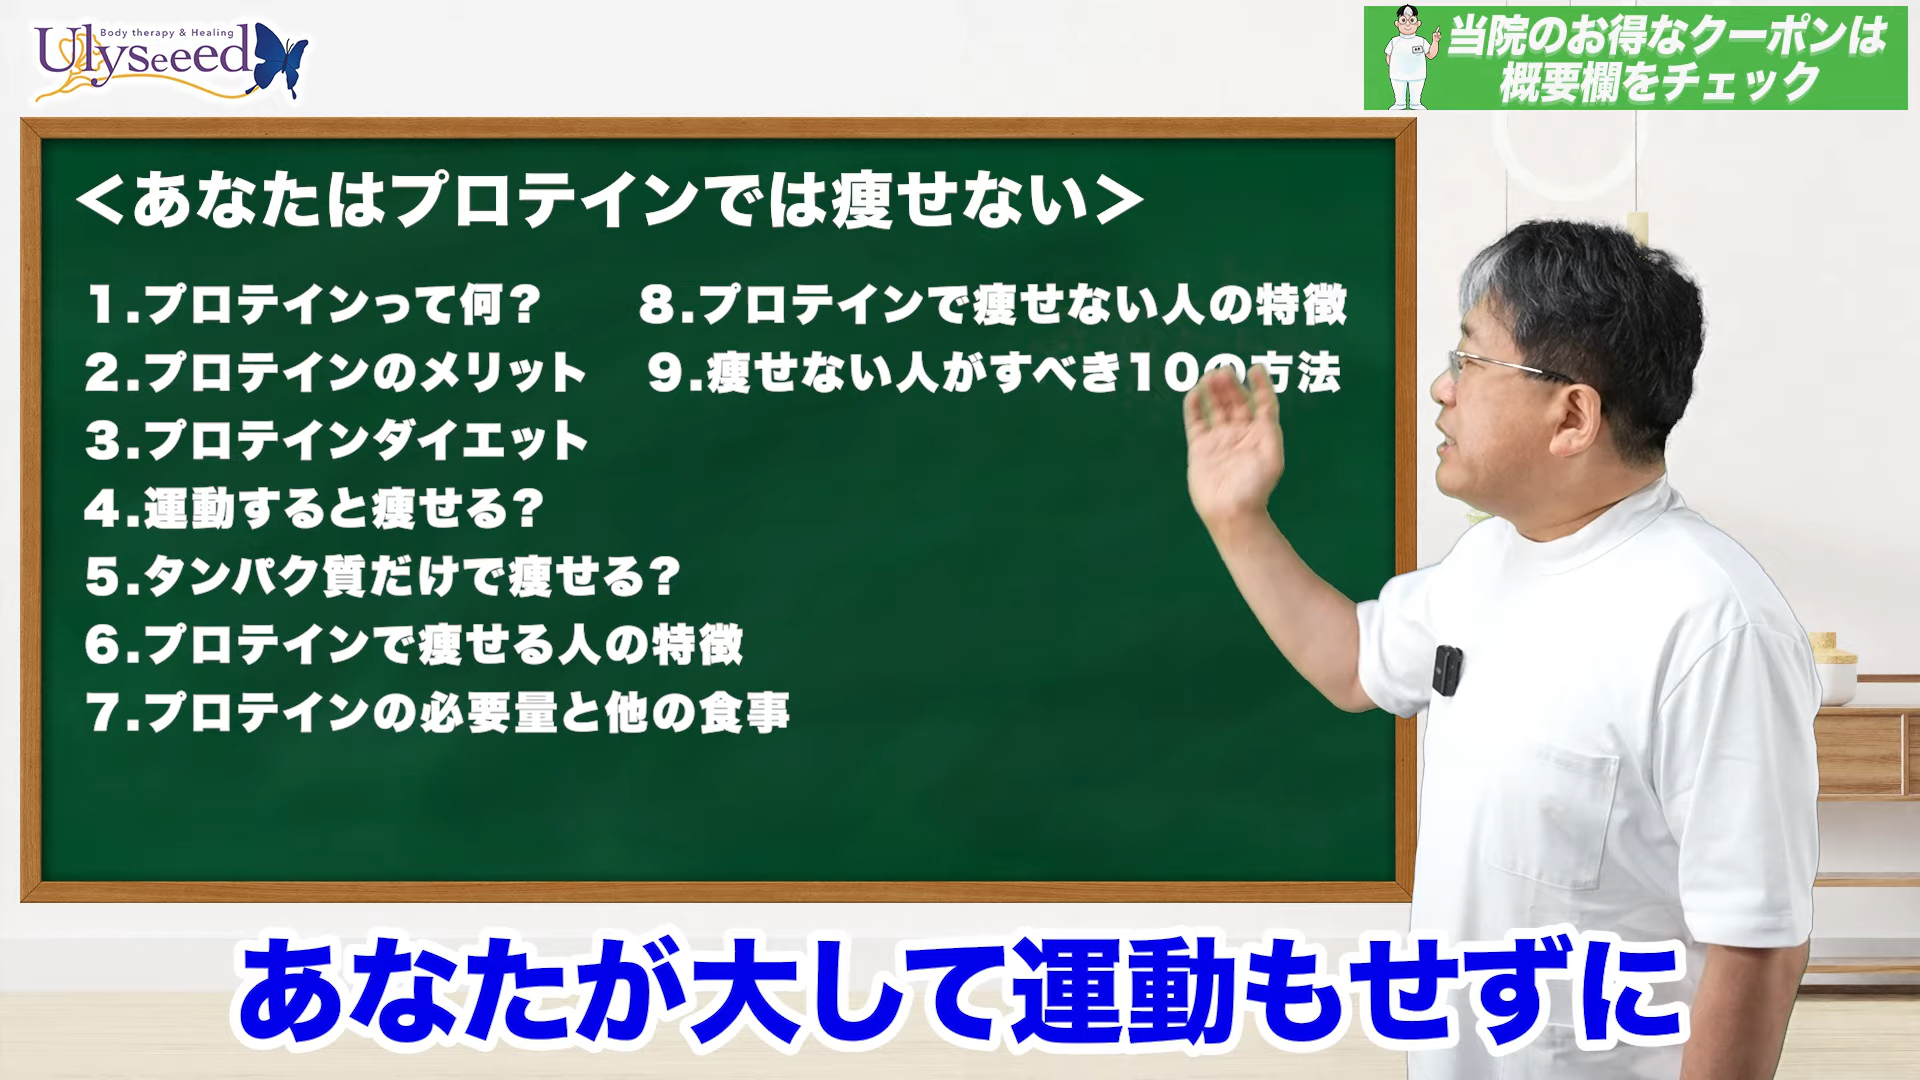 Body therapy & Healing
Ulyseeed
当院のお得なクーポンは
概要欄をチェック
＜あなたはプロテインでは痩せない＞
1.プロテインって何？
2.プロテインのメリット
3.プロテインダイエット
4.運動すると痩せる？
5.タンパク質だけで痩せる？
6.プロテインで痩せる人の特徴
7.プロテインの必要量と他の食事
8.プロテインで痩せない人の特徴
9.痩せない人がすべき10の方法
あなたが大して運動もせずに